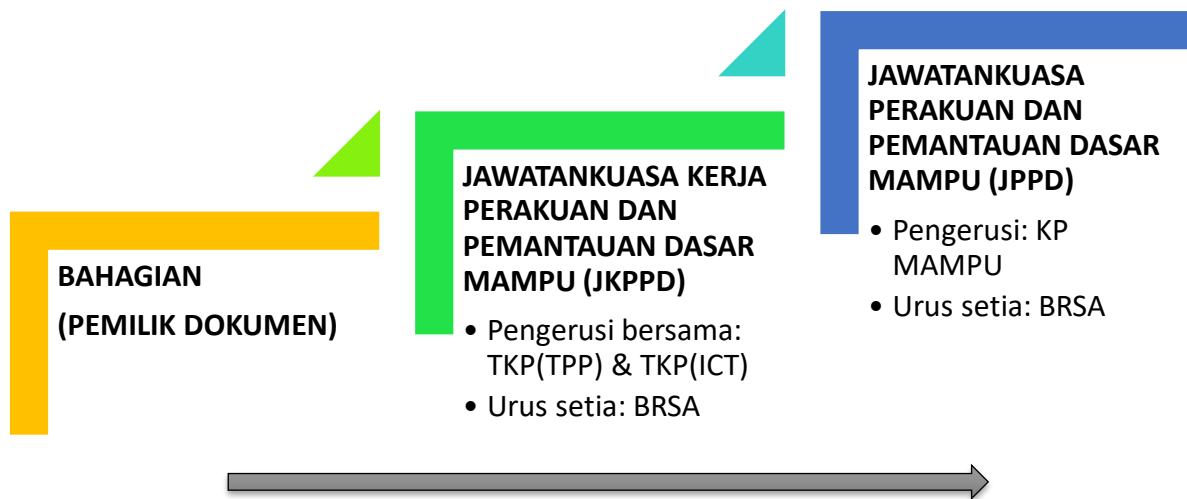 BAHAGIAN
(PEMILIK DOKUMEN)
JAWATANKUASA KERJA
PERAKUAN DAN
PEMANTAUAN DASAR
MAMPU (JKPPD)
• Pengerusi bersama:
TKP(TPP) & TKP(ICT)
• Urus setia: BRSA
JAWATANKUASA
PERAKUAN DAN
PEMANTAUAN DASAR
MAMPU (JPPD)
• Pengerusi: KP
MAMPU
• Urus setia: BRSA